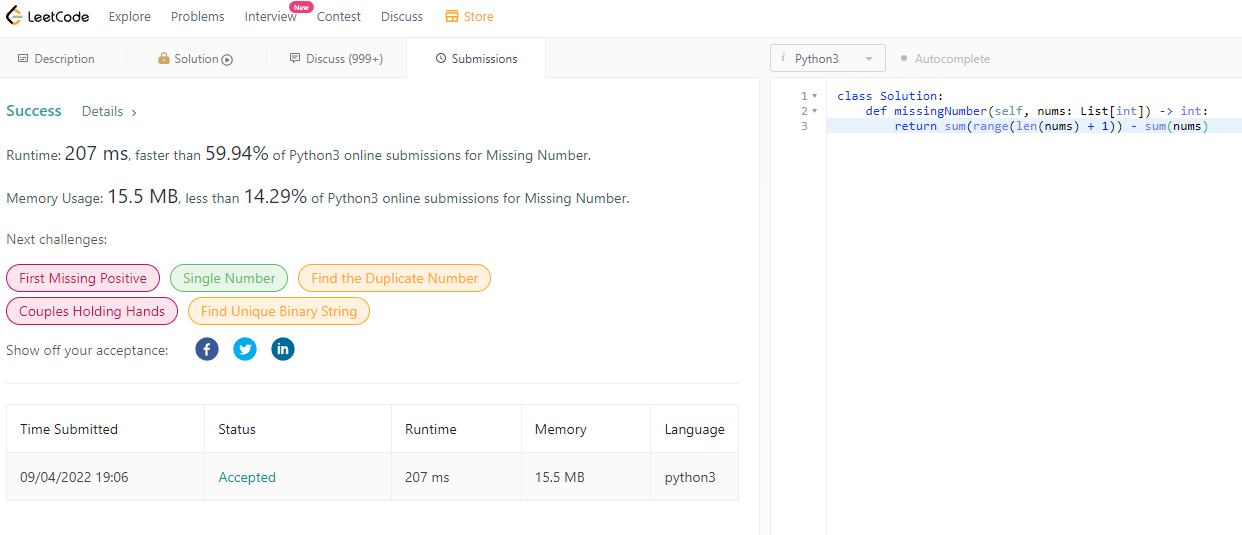 LeetCode Explore Problems Interview New Contest Discuss Store
Description Solution Discuss (999+) Submissions
i Python3 Autocomplete
Success Details >
Runtime: 207 ms, faster than 59.94% of Python3 online submissions for Missing Number.
Memory Usage: 15.5 MB, less than 14.29% of Python3 online submissions for Missing Number.
Next challenges:
First Missing Positive Single Number Find the Duplicate Number
Couples Holding Hands Find Unique Binary String
Show off your acceptance: f in
Time Submitted Status Runtime Memory Language
09/04/2022 19:06 Accepted 207 ms 15.5 MB python3
1 class Solution:
2 def missingNumber(self, nums: List[int]) -> int:
3 return sum(range(len(nums) + 1)) - sum(nums)